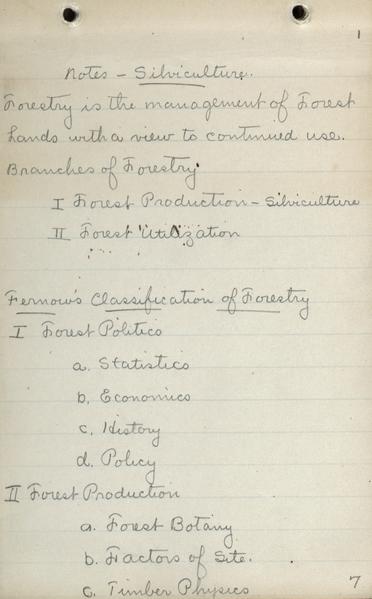 1
Notes - Silviculture.
Forestry is the management of Forest
Lands with a view to continued use.
Branches of Forestry
I Forest Production - Silviculture
II Forest Utilization
Fernow's Classification of Forestry
I Forest Politics
a. Statistics
b. Economics
c. History
d. Policy
II Forest Production
a. Forest Botany
b. Factors of Site.
c. Timber Physics
7